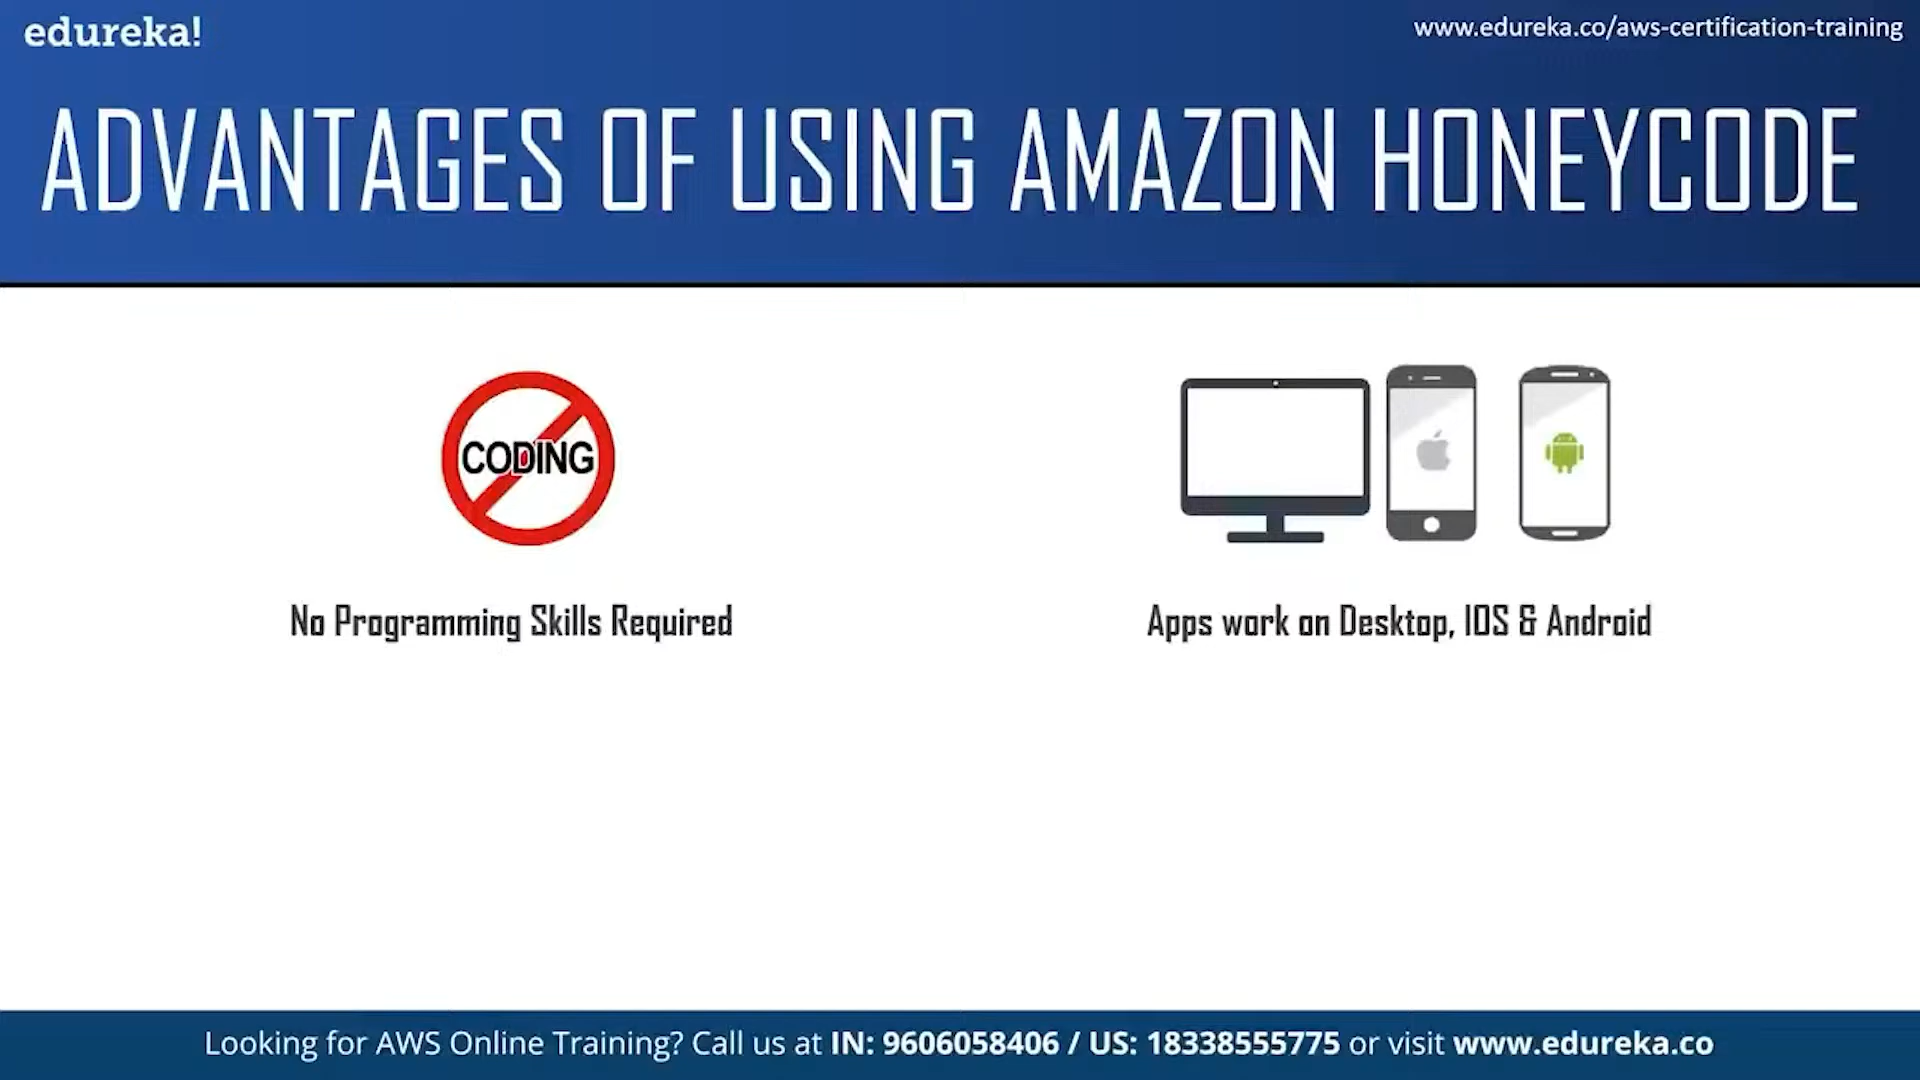 edureka!
www.edureka.co/aws-certification-training
ADVANTAGES OF USING AMAZON HONEYCODE
CODING
No Programming Skills Required
Apps work on Desktop, IOS & Android
Looking for AWS Online Training? Call us at IN: 9606058406 / US: 18338555775 or visit www.edureka.co